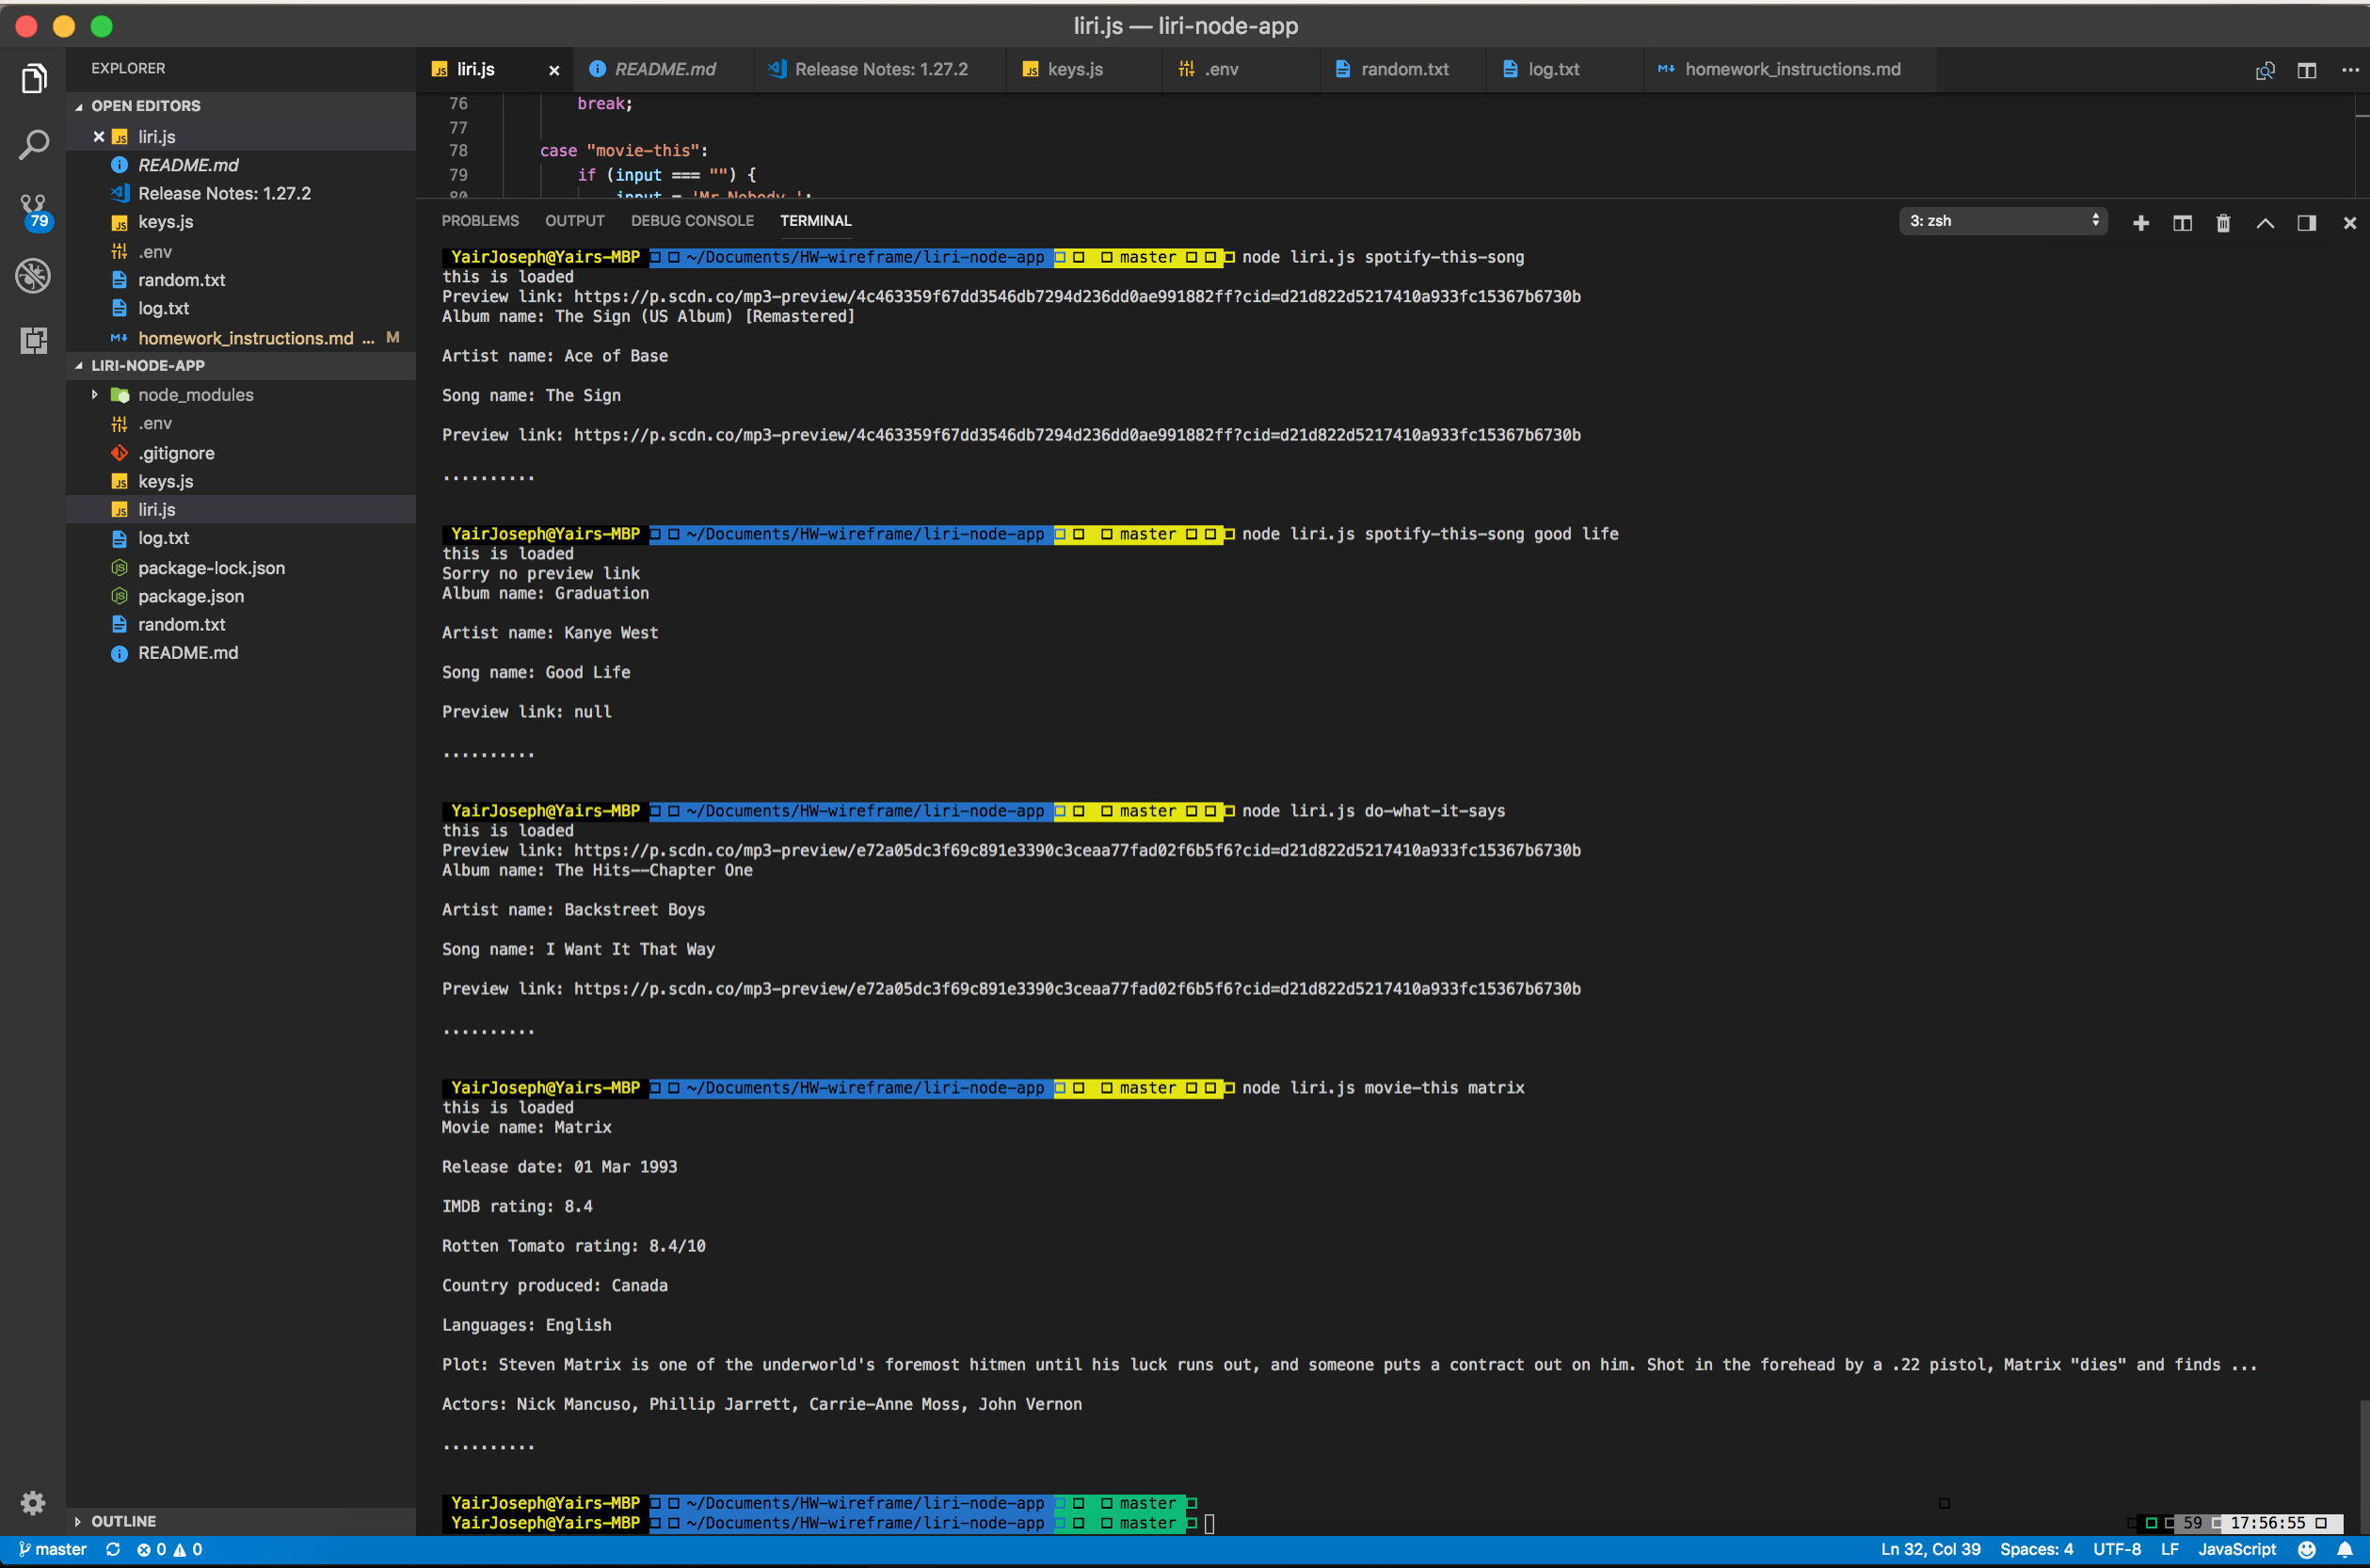 liri.js — liri-node-app
EXPLORER
OPEN EDITORS
liri.js
README.md
Release Notes: 1.27.2
keys.js
.env
random.txt
log.txt
homework_instructions.md ... M
LIRI-NODE-APP
node_modules
.env
.gitignore
keys.js
liri.js
log.txt
package-lock.json
package.json
random.txt
README.md
OUTLINE
79
liri.js README.md Release Notes: 1.27.2 keys.js .env random.txt log.txt homework_instructions.md
76 break;
77
78 case "movie-this":
79 if (input === "") {
80 input = 'Mr Nobody ';
PROBLEMS OUTPUT DEBUG CONSOLE TERMINAL 3: zsh
YairJoseph@Yairs-MBP ~/Documents/HW-wireframe/liri-node-app master node liri.js spotify-this-song
this is loaded
Preview link: https://p.scdn.co/mp3-preview/4c463359f67dd3546db7294d236dd0ae991882ff?cid=d21d822d5217410a933fc15367b6730b
Album name: The Sign (US Album) [Remastered]
Artist name: Ace of Base
Song name: The Sign
Preview link: https://p.scdn.co/mp3-preview/4c463359f67dd3546db7294d236dd0ae991882ff?cid=d21d822d5217410a933fc15367b6730b
..........
YairJoseph@Yairs-MBP ~/Documents/HW-wireframe/liri-node-app master node liri.js spotify-this-song good life
this is loaded
Sorry no preview link
Album name: Graduation
Artist name: Kanye West
Song name: Good Life
Preview link: null
..........
YairJoseph@Yairs-MBP ~/Documents/HW-wireframe/liri-node-app master node liri.js do-what-it-says
this is loaded
Preview link: https://p.scdn.co/mp3-preview/e72a05dc3f69c891e3390c3ceaa77fad02f6b5f6?cid=d21d822d5217410a933fc15367b6730b
Album name: The Hits--Chapter One
Artist name: Backstreet Boys
Song name: I Want It That Way
Preview link: https://p.scdn.co/mp3-preview/e72a05dc3f69c891e3390c3ceaa77fad02f6b5f6?cid=d21d822d5217410a933fc15367b6730b
..........
YairJoseph@Yairs-MBP ~/Documents/HW-wireframe/liri-node-app master node liri.js movie-this matrix
this is loaded
Movie name: Matrix
Release date: 01 Mar 1993
IMDB rating: 8.4
Rotten Tomato rating: 8.4/10
Country produced: Canada
Languages: English
Plot: Steven Matrix is one of the underworld's foremost hitmen until his luck runs out, and someone puts a contract out on him. Shot in the forehead by a .22 pistol, Matrix "dies" and finds ...
Actors: Nick Mancuso, Phillip Jarrett, Carrie-Anne Moss, John Vernon
..........
YairJoseph@Yairs-MBP ~/Documents/HW-wireframe/liri-node-app master
YairJoseph@Yairs-MBP ~/Documents/HW-wireframe/liri-node-app master 59 17:56:55
master 0 0 Ln 32, Col 39 Spaces: 4 UTF-8 LF JavaScript